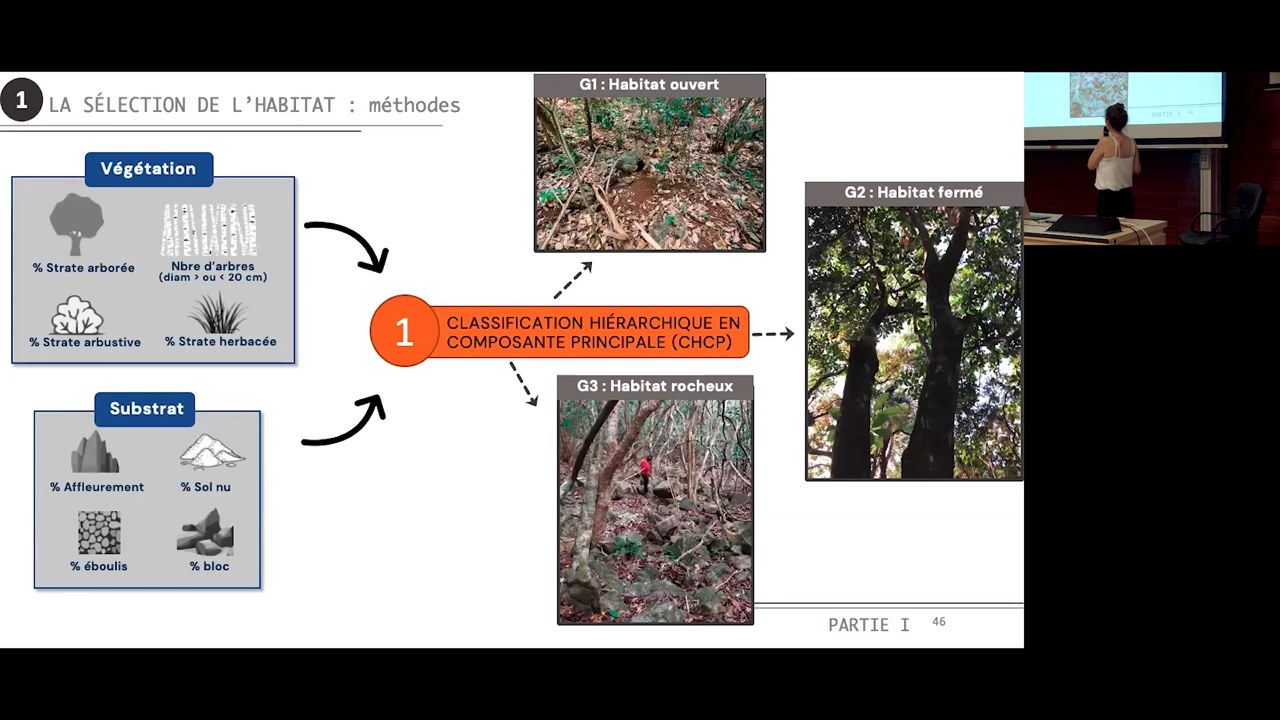 1
LA SÉLECTION DE L'HABITAT : méthodes
Végétation
% Strate arborée
Nbre d'arbres
(diam > ou < 20 cm)
% Strate arbustive
% Strate herbacée
Substrat
% Affleurement
% Sol nu
% éboulis
% bloc
1
CLASSIFICATION HIÉRARCHIQUE EN
COMPOSANTE PRINCIPALE (CHCP)
G1 : Habitat ouvert
G2 : Habitat fermé
G3 : Habitat rocheux
PARTIE I 46
PARTIE I 46